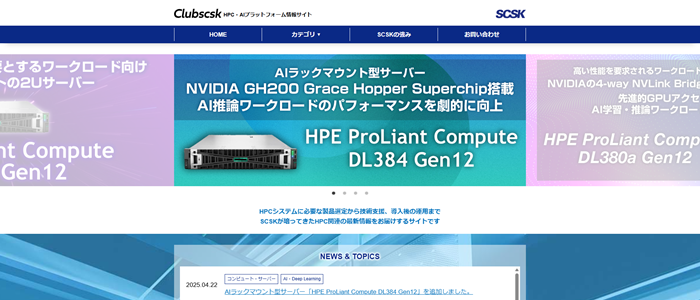 Clubscsk HPC・AIプラットフォーム情報サイト
SCSK
HOME
カテゴリ ▼
SCSKの強み
お問い合わせ
とするワークロード向け
トの2Uサーバー
ant Compute
Gen12
AIラックマウント型サーバー
NVIDIA GH200 Grace Hopper Superchip搭載
AI推論ワークロードのパフォーマンスを劇的に向上
HPE ProLiant Compute
DL384 Gen12
高い性能を要求されるワークロード
NVIDIAの4-way NVLink Bridg
先進的GPUアクセ
AI学習・推論ワークロー
HPE ProLiant Comp
DL380a Gen12
HPCシステムに必要な製品選定から技術支援、導入後の運用まで
SCSKが培ってきたHPC関連の最新情報をお届けするサイトです
NEWS & TOPICS
2025.04.22
コンピュート・サーバー
AI・Deep Learning
AIラックマウント型サーバー「HPE ProLiant Compute DL384 Gen12」を追加しました。